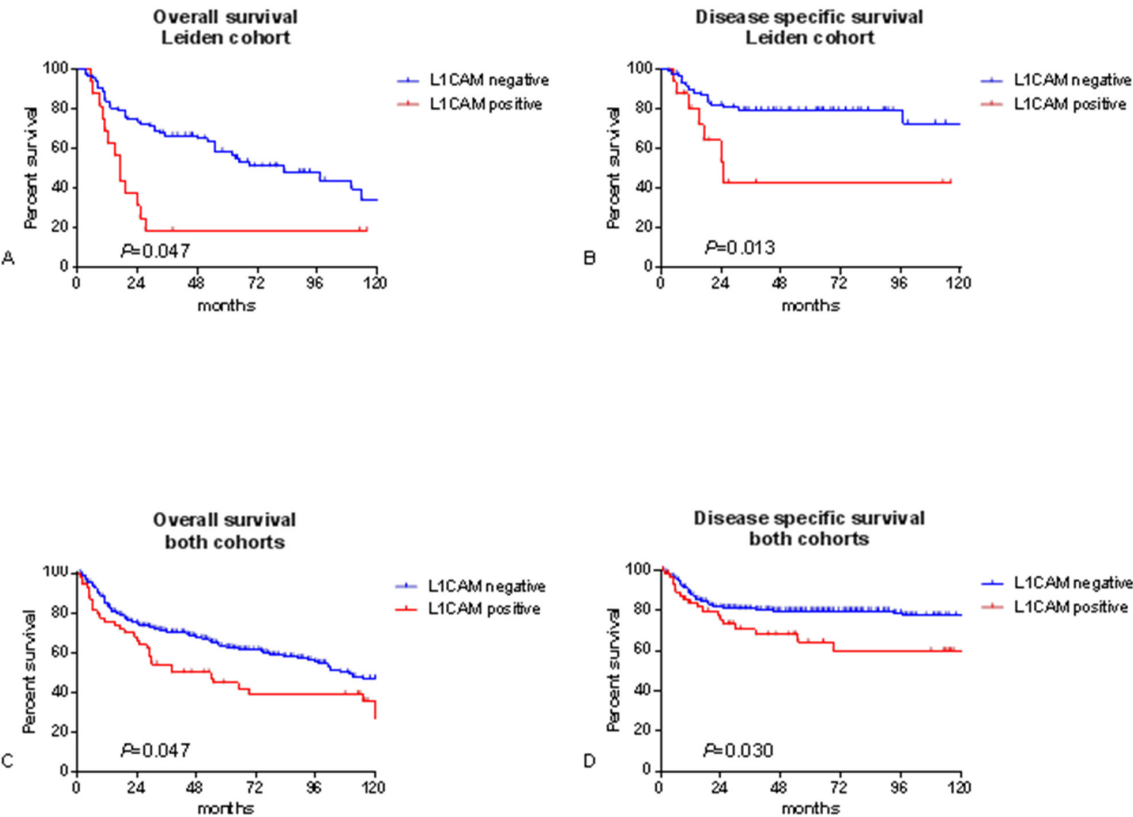 Overall survival
Leiden cohort
Percent survival
100
80
60
40
20
0
0 24 48 72 96 120
months
L1CAM negative
L1CAM positive
P=0.047
A
Disease specific survival
Leiden cohort
Percent survival
100
80
60
40
20
0
0 24 48 72 96 120
months
L1CAM negative
L1CAM positive
P=0.013
B
Overall survival
both cohorts
Percent survival
100
80
60
40
20
0
0 24 48 72 96 120
months
L1CAM negative
L1CAM positive
P=0.047
C
Disease specific survival
both cohorts
Percent survival
100
80
60
40
20
0
0 24 48 72 96 120
months
L1CAM negative
L1CAM positive
P=0.030
D